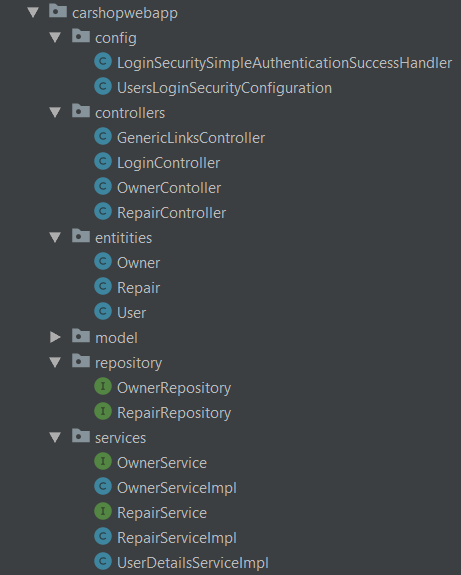 carshopwebapp
config
LoginSecuritySimpleAuthenticationSuccessHandler
UsersLoginSecurityConfiguration
controllers
GenericLinksController
LoginController
OwnerContoller
RepairController
entitities
Owner
Repair
User
model
repository
OwnerRepository
RepairRepository
services
OwnerService
OwnerServiceImpl
RepairService
RepairServiceImpl
UserDetailsServiceImpl